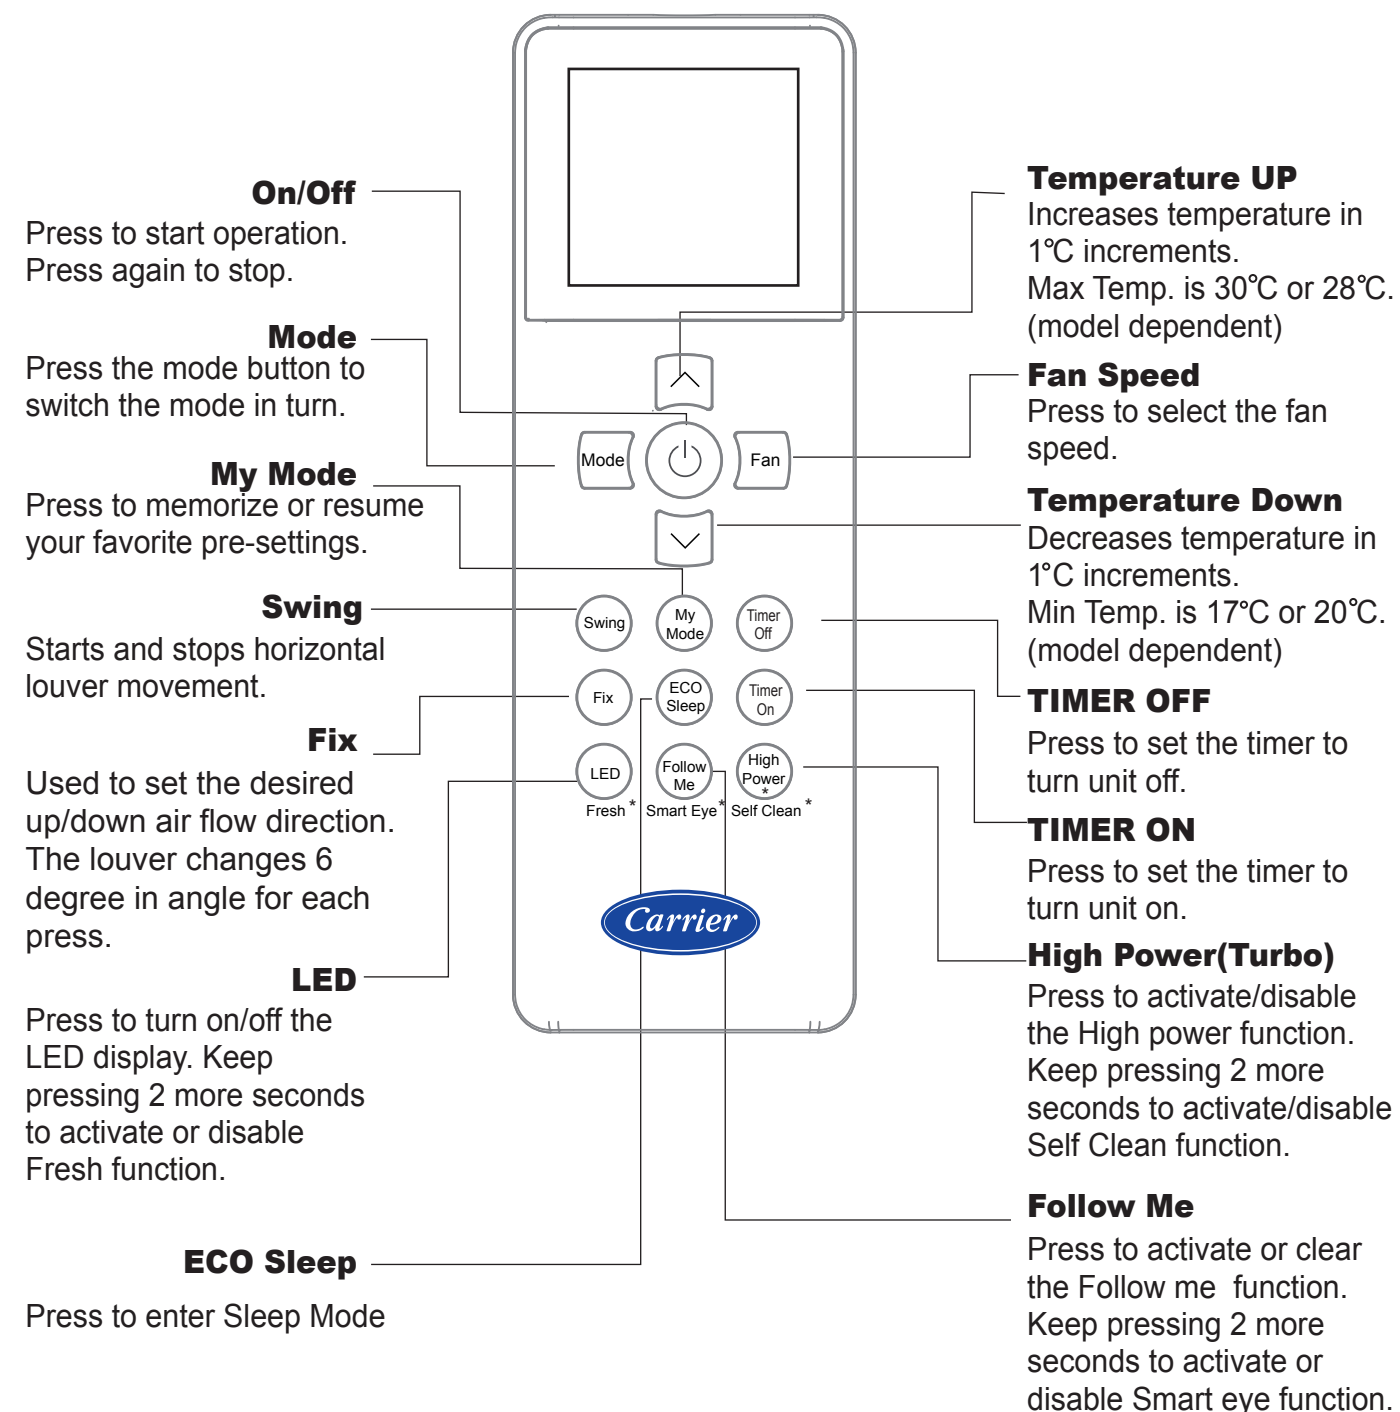 On/Off
Press to start operation.
Press again to stop.
Mode
Press the mode button to
switch the mode in turn.
My Mode
Press to memorize or resume
your favorite pre-settings.
Swing
Starts and stops horizontal
louver movement.
Fix
Used to set the desired
up/down air flow direction.
The louver changes 6
degree in angle for each
press.
LED
Press to turn on/off the
LED display. Keep
pressing 2 more seconds
to activate or disable
Fresh function.
ECO Sleep
Press to enter Sleep Mode
Mode
Fan
Swing
My
Mode
Timer
Off
Fix
ECO
Sleep
Timer
On
LED
Follow
Me
High
Power
*
Fresh *
Smart Eye *
Self Clean *
Carrier
Temperature UP
Increases temperature in
1℃ increments.
Max Temp. is 30℃ or 28℃.
(model dependent)
Fan Speed
Press to select the fan
speed.
Temperature Down
Decreases temperature in
1°C increments.
Min Temp. is 17℃ or 20℃.
(model dependent)
TIMER OFF
Press to set the timer to
turn unit off.
TIMER ON
Press to set the timer to
turn unit on.
High Power(Turbo)
Press to activate/disable
the High power function.
Keep pressing 2 more
seconds to activate/disable
Self Clean function.
Follow Me
Press to activate or clear
the Follow me  function.
Keep pressing 2 more
seconds to activate or
disable Smart eye function.